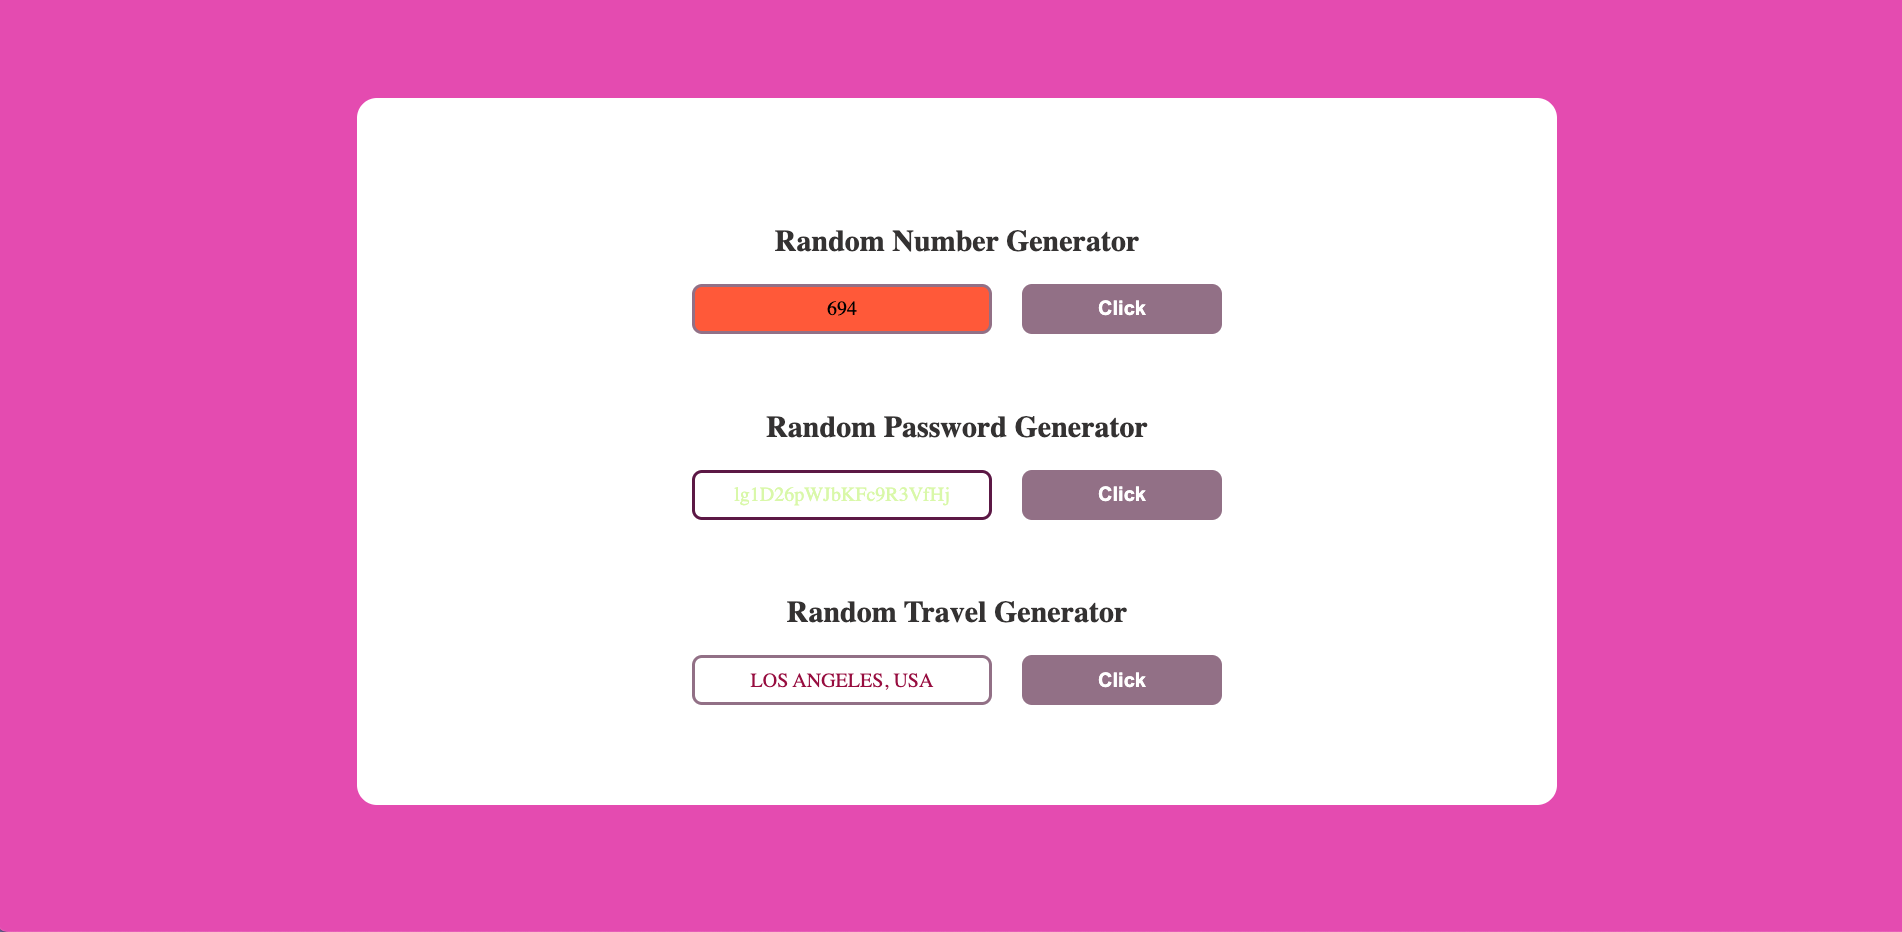 Random Number Generator
694
Click
Random Password Generator
lg1D26pWJbKFc9R3VfHj
Click
Random Travel Generator
LOS ANGELES, USA
Click